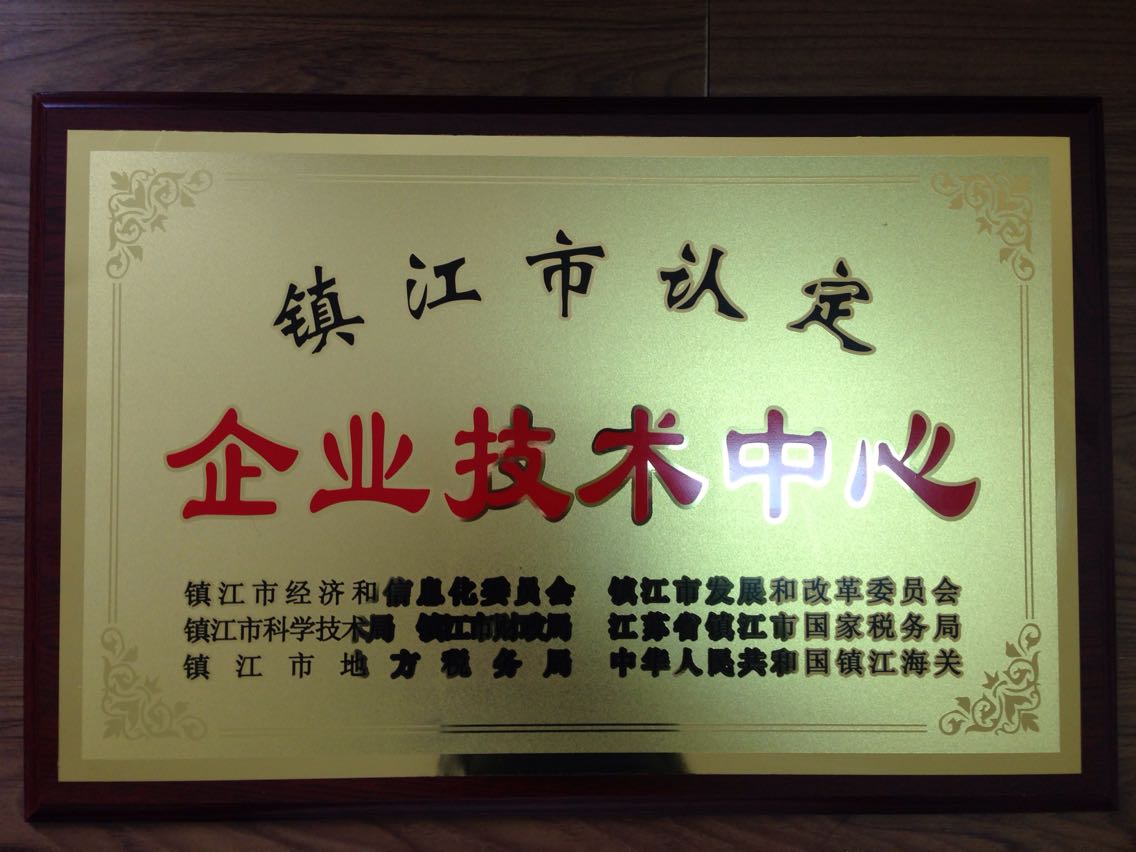 镇江市认定
企业技术中心
镇江市经济和信息化委员会 镇江市发展和改革委员会
镇江市科学技术局 镇江市财政局 江苏省镇江市国家税务局
镇江市地方税务局 中华人民共和国镇江海关